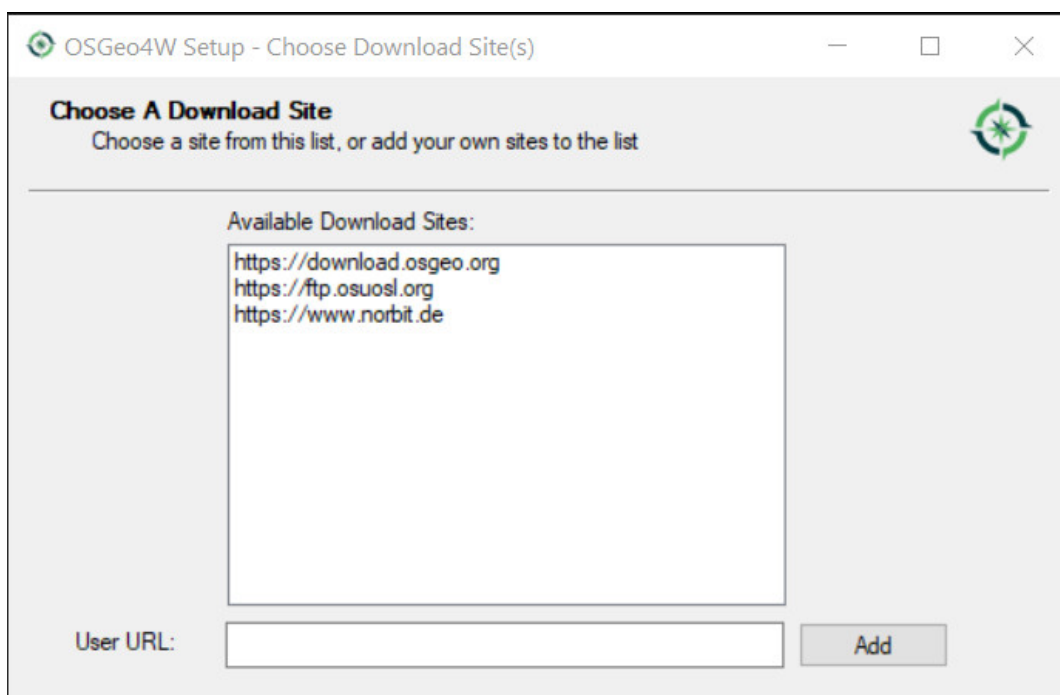 OSGeo4W Setup - Choose Download Site(s)
Choose A Download Site
Choose a site from this list, or add your own sites to the list
Available Download Sites:
https://download.osgeo.org
https://ftp.osuosl.org
https://www.norbit.de
User URL:
Add